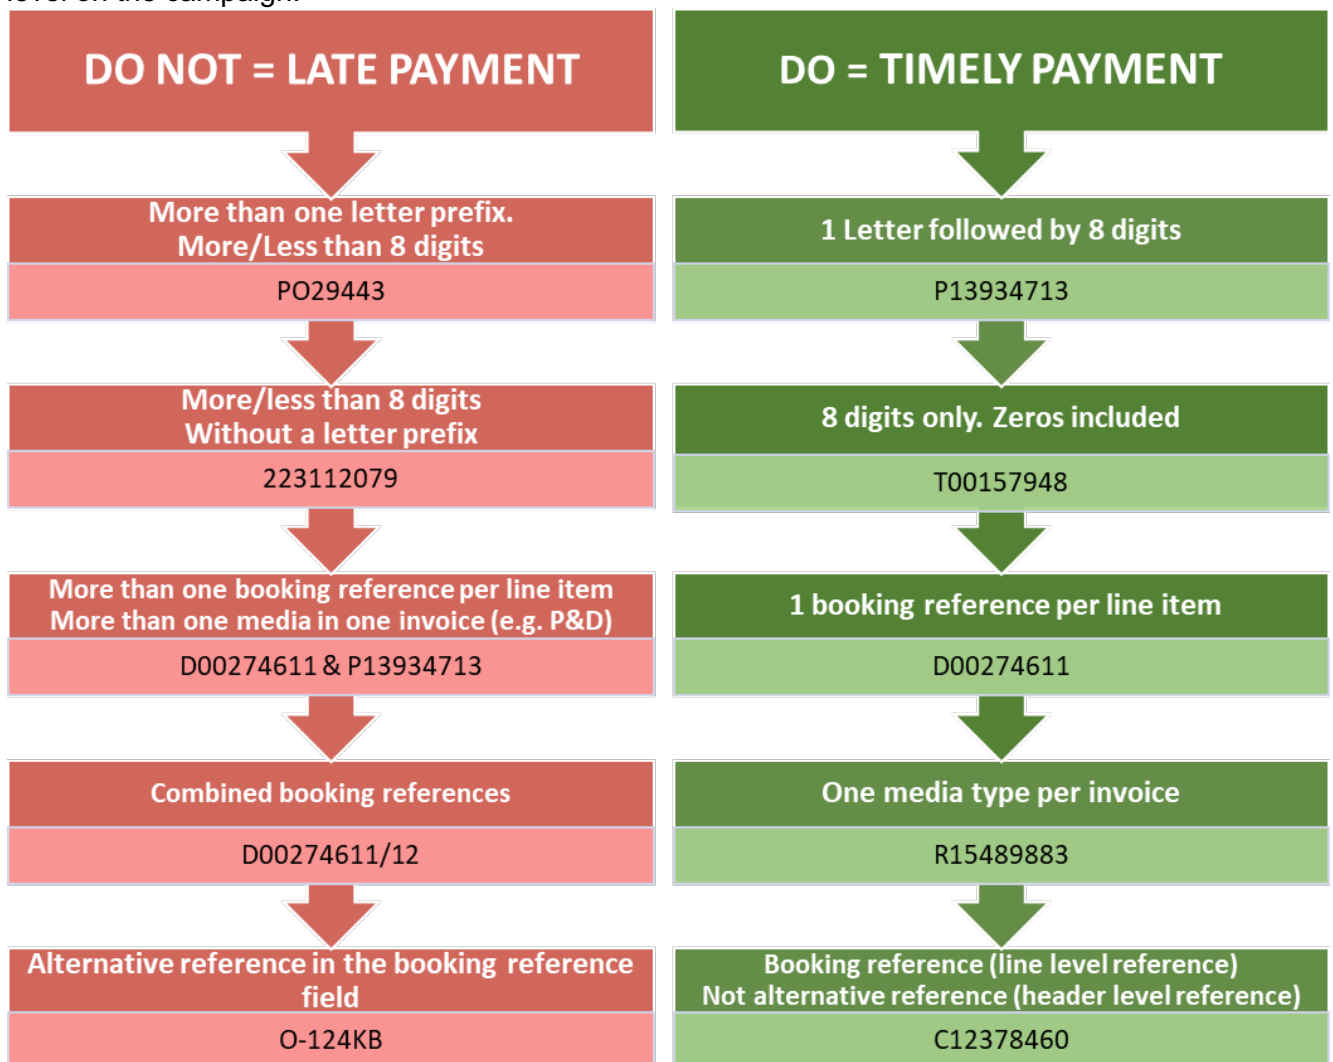 level on the campaign.
DO NOT = LATE PAYMENT
More than one letter prefix.
More/Less than 8 digits
PO29443
More/less than 8 digits
Without a letter prefix
223112079
More than one booking reference per line item
More than one media in one invoice (e.g. P&D)
D00274611 & P13934713
Combined booking references
D00274611/12
Alternative reference in the booking reference
field
O-124KB
DO = TIMELY PAYMENT
1 Letter followed by 8 digits
P13934713
8 digits only. Zeros included
T00157948
1 booking reference per line item
D00274611
One media type per invoice
R15489883
Booking reference (line level reference)
Not alternative reference (header level reference)
C12378460